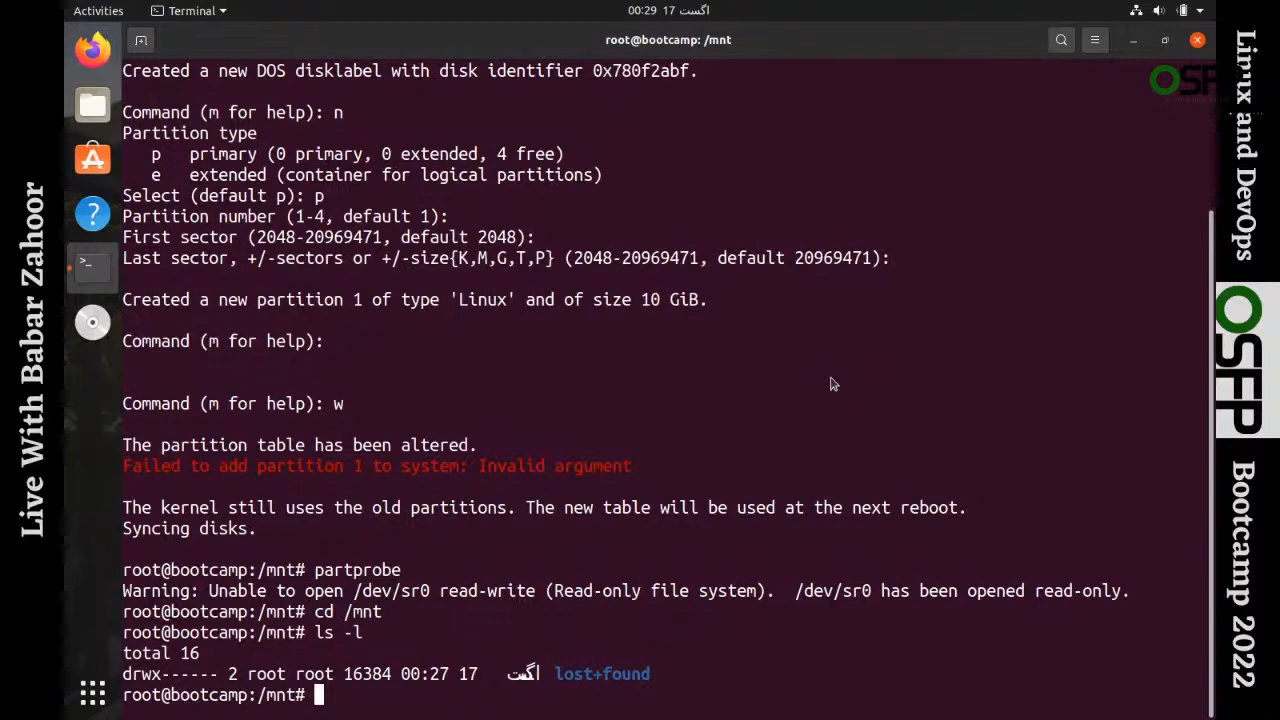 Activities
Terminal
00:29 17 اگست
root@bootcamp: /mnt
Created a new DOS disklabel with disk identifier 0x780f2abf.
Command (m for help): n
Partition type
p   primary (0 primary, 0 extended, 4 free)
e   extended (container for logical partitions)
Select (default p): p
Partition number (1-4, default 1):
First sector (2048-20969471, default 2048):
Last sector, +/-sectors or +/-size{K,M,G,T,P} (2048-20969471, default 20969471):
Created a new partition 1 of type 'Linux' and of size 10 GiB.
Command (m for help):
Command (m for help): w
The partition table has been altered.
Failed to add partition 1 to system: Invalid argument
The kernel still uses the old partitions. The new table will be used at the next reboot.
Syncing disks.
root@bootcamp:/mnt# partprobe
Warning: Unable to open /dev/sr0 read-write (Read-only file system).  /dev/sr0 has been opened read-only.
root@bootcamp:/mnt# cd /mnt
root@bootcamp:/mnt# ls -l
total 16
drwx------ 2 root root 16384 00:27 17   اگست  lost+found
root@bootcamp:/mnt#
Live With Babar Zahoor
Linux and DevOps
OSFP
Bootcamp 2022
OSFP